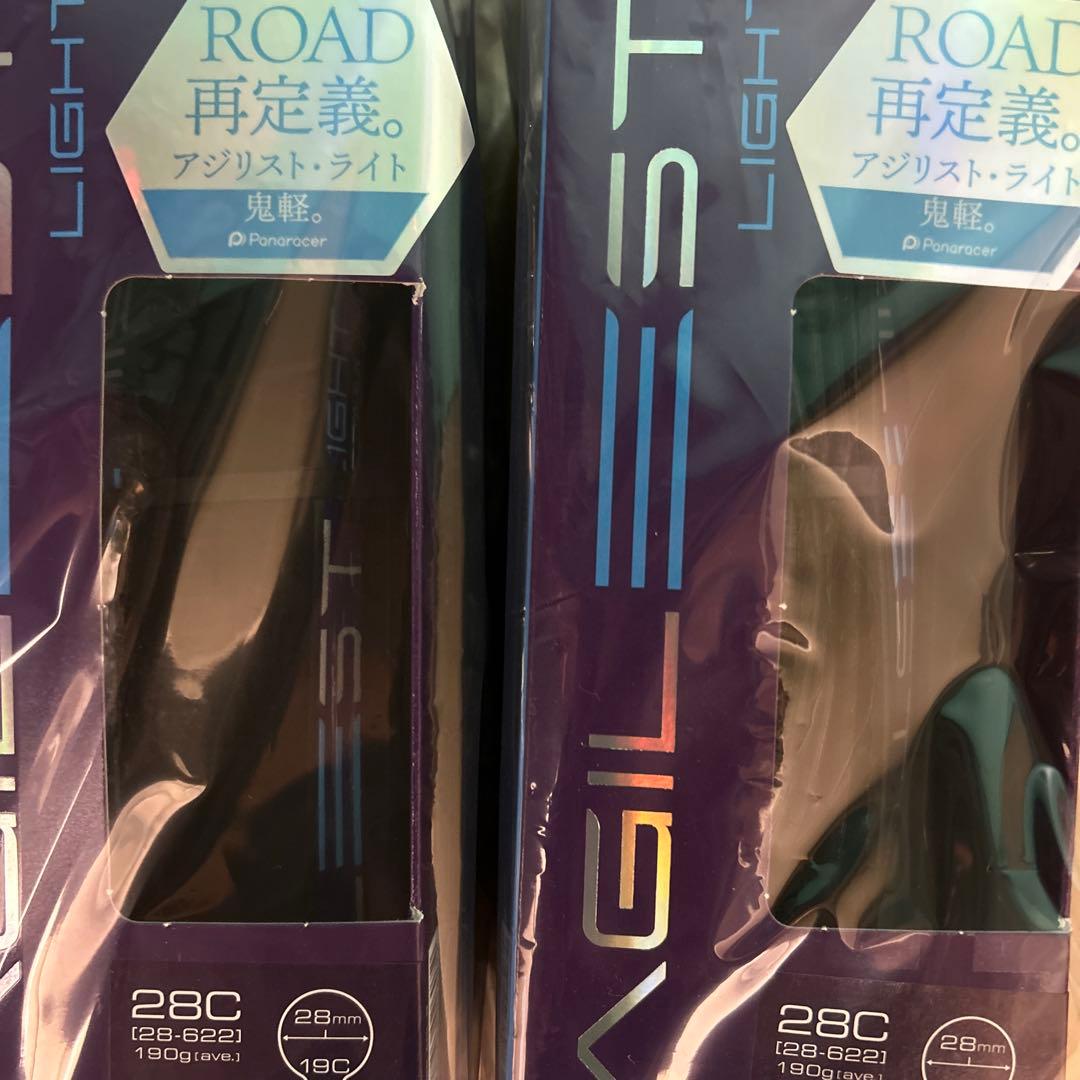 ROAD
再定義。
アジリスト・ライト
鬼軽。
Panaracer
LIGHT
ST
LIGHT
28C
[28-622]
190g[ave.]
28mm
19C
AGILEST
LIGHT
ROAD
再定義。
アジリスト・ライト
鬼軽。
Panaracer
28C
[28-622]
190g[ave.]
28mm